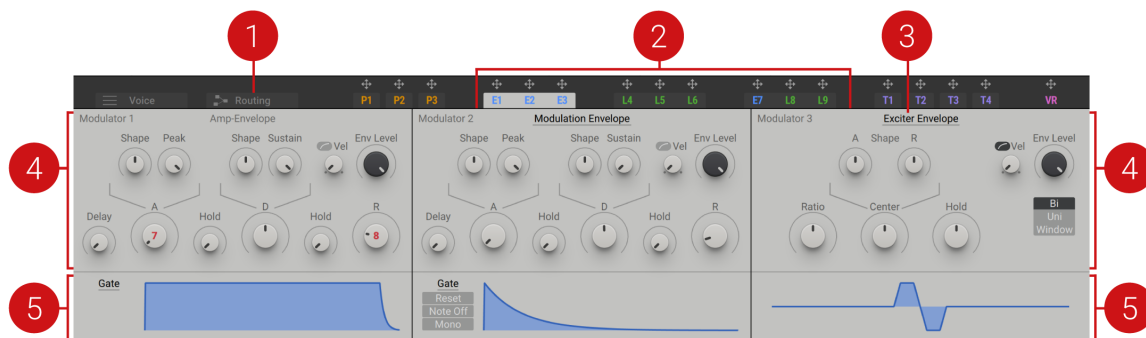 1 2 3
Voice Routing P1 P2 P3 E1 E2 E3 L4 L5 L6 E7 L8 L9 T1 T2 T3 T4 VR
Modulator 1 Amp-Envelope Modulator 2 Modulation Envelope Modulator 3 Exciter Envelope
Shape Peak Shape Sustain Vel Env Level Shape Peak Shape Sustain Vel Env Level A Shape R Vel Env Level
4 4
A D R A D R Ratio Center Hold Bi
Delay Hold Hold Delay Hold Hold Uni
7 8 Window
Gate Gate
Reset
5 Note Off 5
Mono